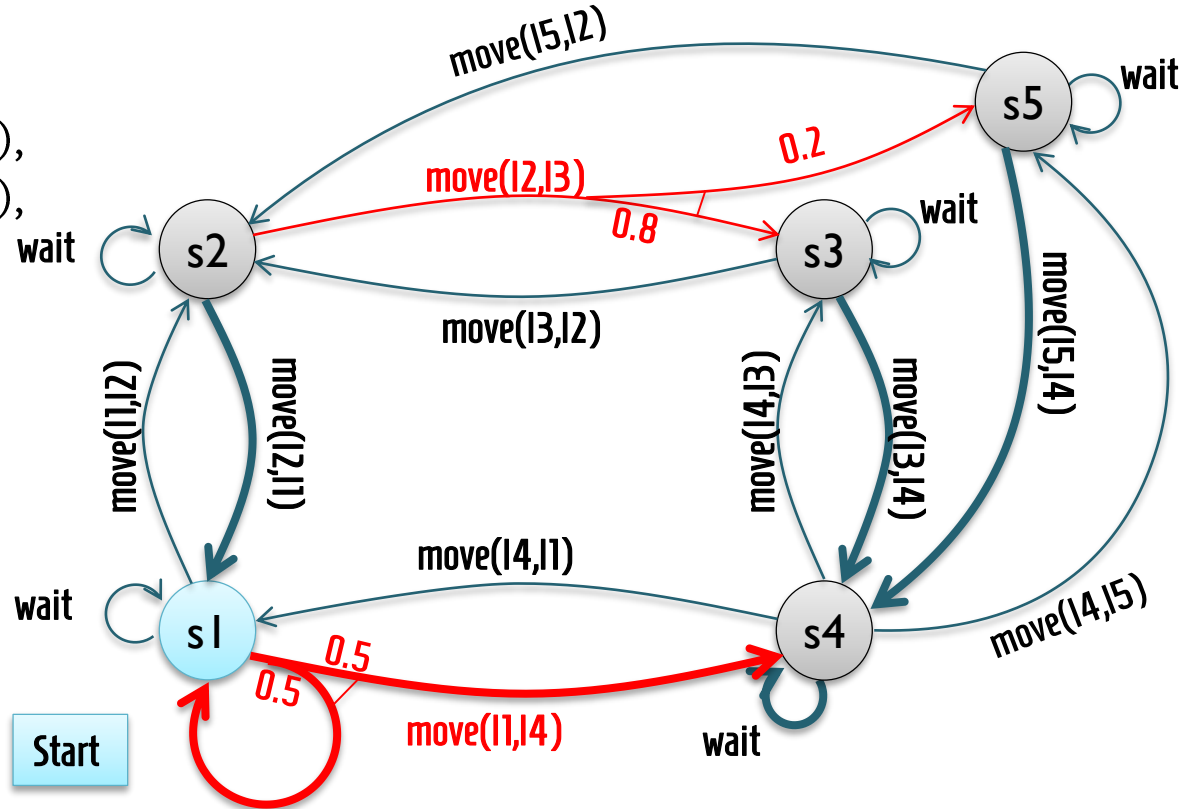 move(l5,l2)
wait
s5
),
),
move(l2,l3)
0.2
0.8
wait
s2
s3
wait
move(l3,l2)
move(l1,l2)
move(l2,l1)
move(l4,l3)
move(l3,l4)
move(l5,l4)
move(l4,l1)
wait
s1
s4
move(l4,l5)
0.5
0.5
move(l1,l4)
wait
Start